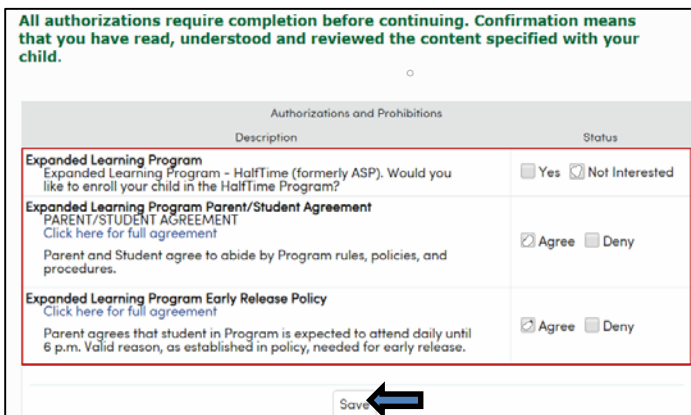 All authorizations require completion before continuing. Confirmation means
that you have read, understood and reviewed the content specified with your
child.
Authorizations and Prohibitions
Description Status
Expanded Learning Program
Expanded Learning Program - HalfTime (formerly ASP). Would you
like to enroll your child in the HalfTime Program?
Yes Not Interested
Expanded Learning Program Parent/Student Agreement
PARENT/STUDENT AGREEMENT
Click here for full agreement
Parent and Student agree to abide by Program rules, policies, and
procedures.
Agree Deny
Expanded Learning Program Early Release Policy
Click here for full agreement
Parent agrees that student in Program is expected to attend daily until
6 p.m. Valid reason, as established in policy, needed for early release.
Agree Deny
Save